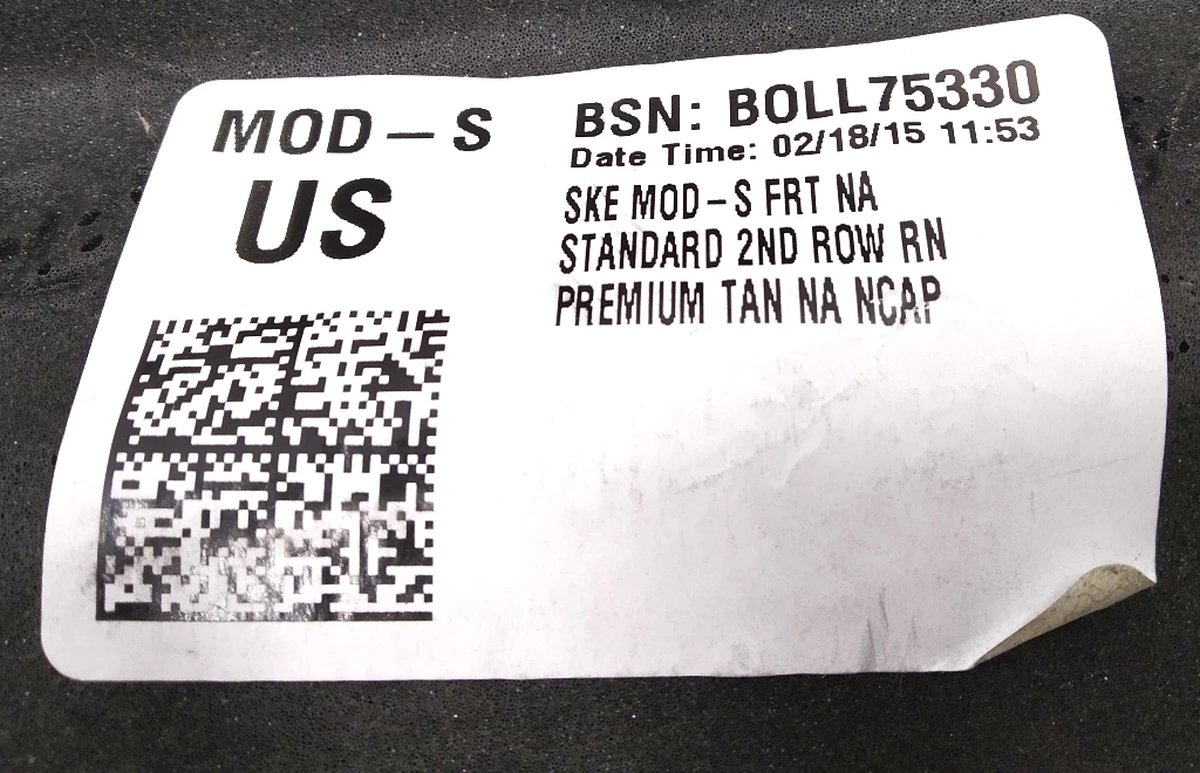 MOD-S
US
BSN: BOLL75330
Date Time: 02/18/15 11:53
SKE MOD-S FRT NA
STANDARD 2ND ROW RN
PREMIUM TAN NA NCAP